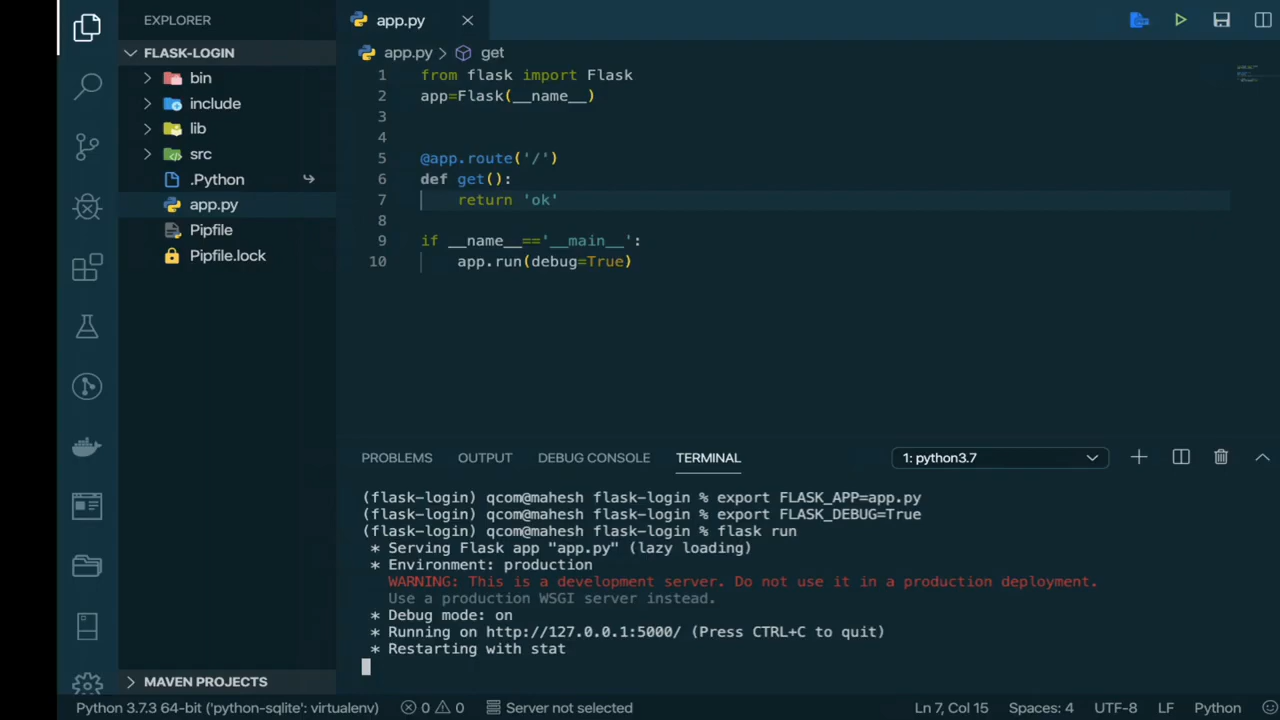 EXPLORER
FLASK-LOGIN
bin
include
lib
src
.Python
app.py
Pipfile
Pipfile.lock
MAVEN PROJECTS
app.py
app.py > get
1 from flask import Flask
2 app=Flask(__name__)
3
4
5 @app.route('/')
6 def get():
7     return 'ok'
8
9 if __name__=='__main__':
10     app.run(debug=True)
PROBLEMS OUTPUT DEBUG CONSOLE TERMINAL 1: python3.7
(flask-login) qcom@mahesh flask-login % export FLASK_APP=app.py
(flask-login) qcom@mahesh flask-login % export FLASK_DEBUG=True
(flask-login) qcom@mahesh flask-login % flask run
* Serving Flask app "app.py" (lazy loading)
* Environment: production
WARNING: This is a development server. Do not use it in a production deployment.
Use a production WSGI server instead.
* Debug mode: on
* Running on http://127.0.0.1:5000/ (Press CTRL+C to quit)
* Restarting with stat
Python 3.7.3 64-bit ('python-sqlite': virtualenv) 0 0 Server not selected Ln 7, Col 15 Spaces: 4 UTF-8 LF Python